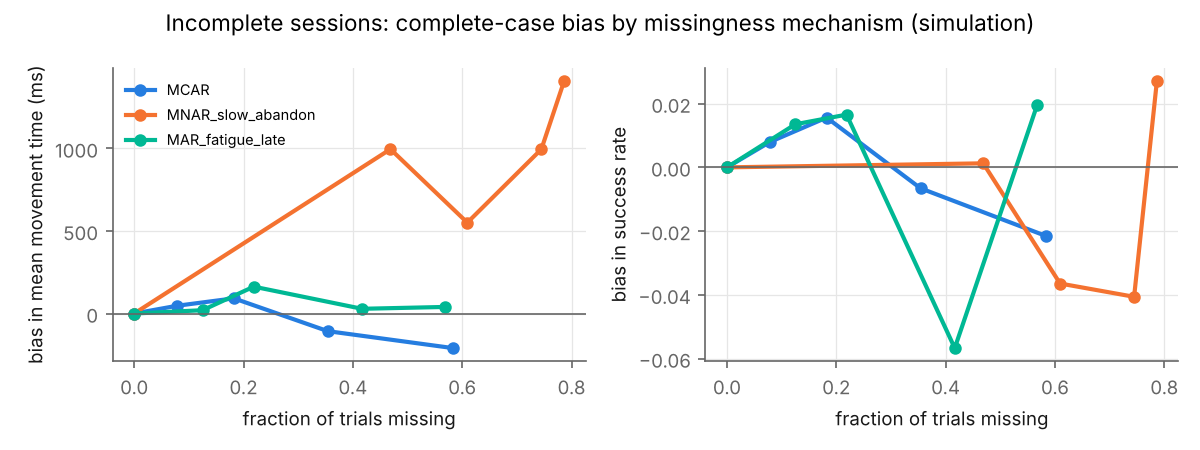 Incomplete sessions: complete-case bias by missingness mechanism (simulation)
bias in mean movement time (ms)
1000
500
0
MCAR
MNAR_slow_abandon
MAR_fatigue_late
0.0 0.2 0.4 0.6 0.8
fraction of trials missing
bias in success rate
0.02
0.00
−0.02
−0.04
−0.06
0.0 0.2 0.4 0.6 0.8
fraction of trials missing